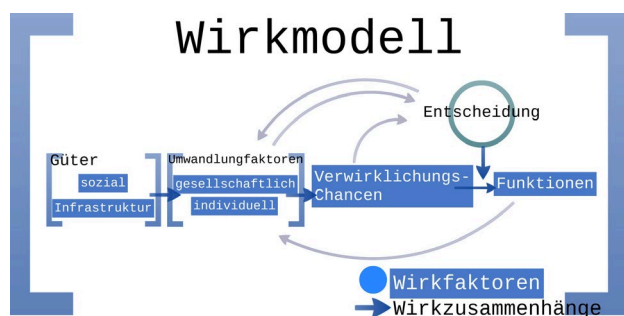 Wirkmodell
Entscheidung
Güter
sozial
Infrastruktur
Umwandlungfaktoren
gesellschaftlich
individuell
Verwirklichungs-
Chancen
Funktionen
Wirkfaktoren
Wirkzusammenhänge